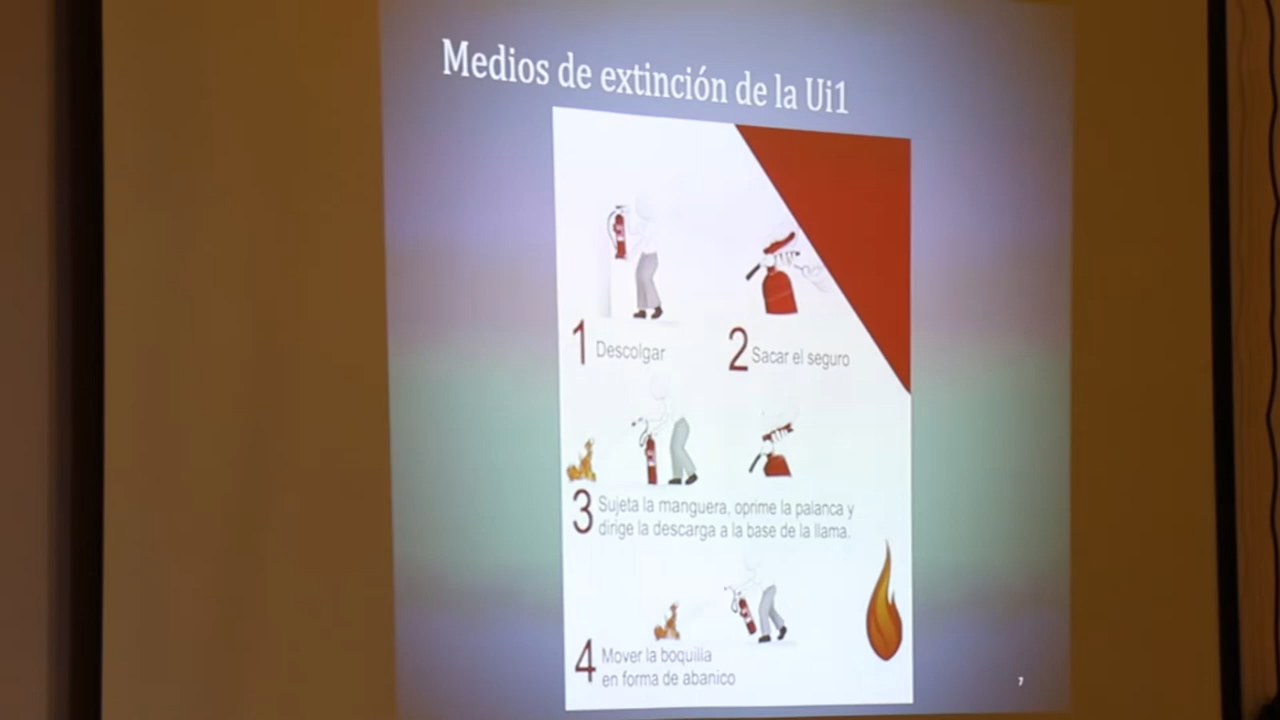 Medios de extinción de la Ui1
1 Descolgar
2 Sacar el seguro
3 Sujeta la manguera, oprime la palanca y
dirige la descarga a la base de la llama.
4 Mover la boquilla
en forma de abanico
7